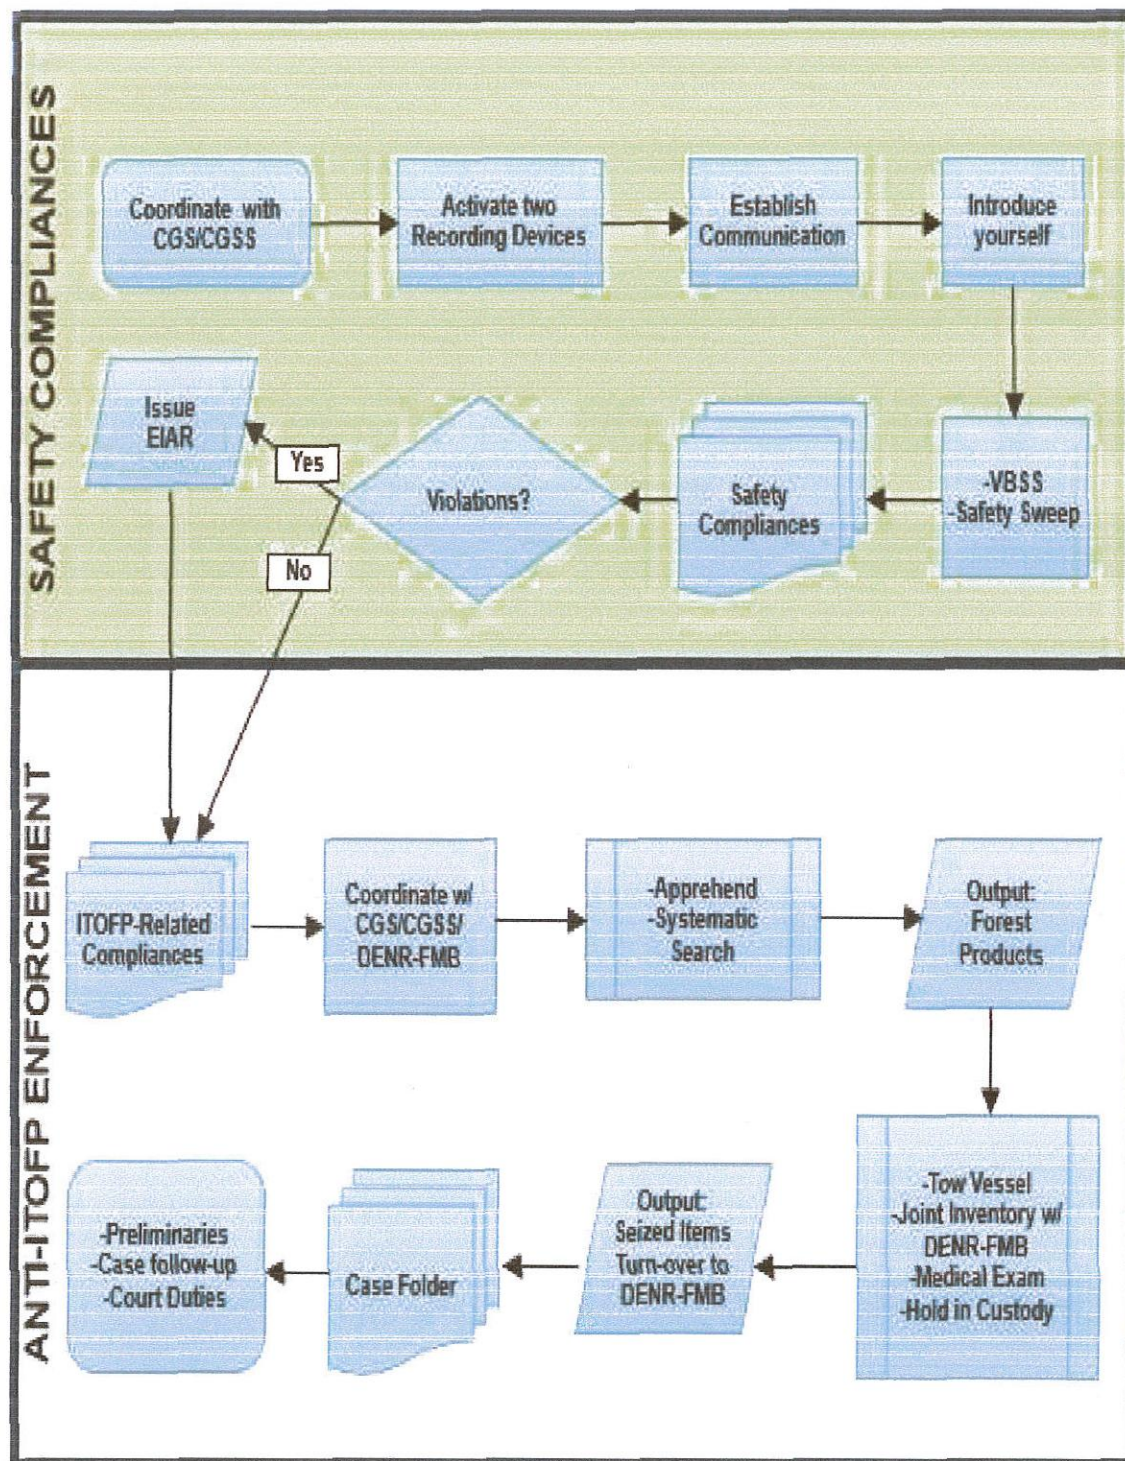 SAFETY COMPLIANCES
Coordinate with
CGS/CGSS
Activate two
Recording Devices
Establish
Communication
Introduce
yourself
-VBSS
-Safety Sweep
Safety
Compliances
Violations?
Yes
No
Issue
EIAR
ANTI-ITOFP ENFORCEMENT
ITOFP-Related
Compliances
Coordinate w/
CGS/CGSS/
DENR-FMB
-Apprehend
-Systematic
Search
Output:
Forest
Products
-Tow Vessel
-Joint Inventory w/
DENR-FMB
-Medical Exam
-Hold in Custody
Output:
Seized Items
Turn-over to
DENR-FMB
Case Folder
-Preliminaries
-Case follow-up
-Court Duties